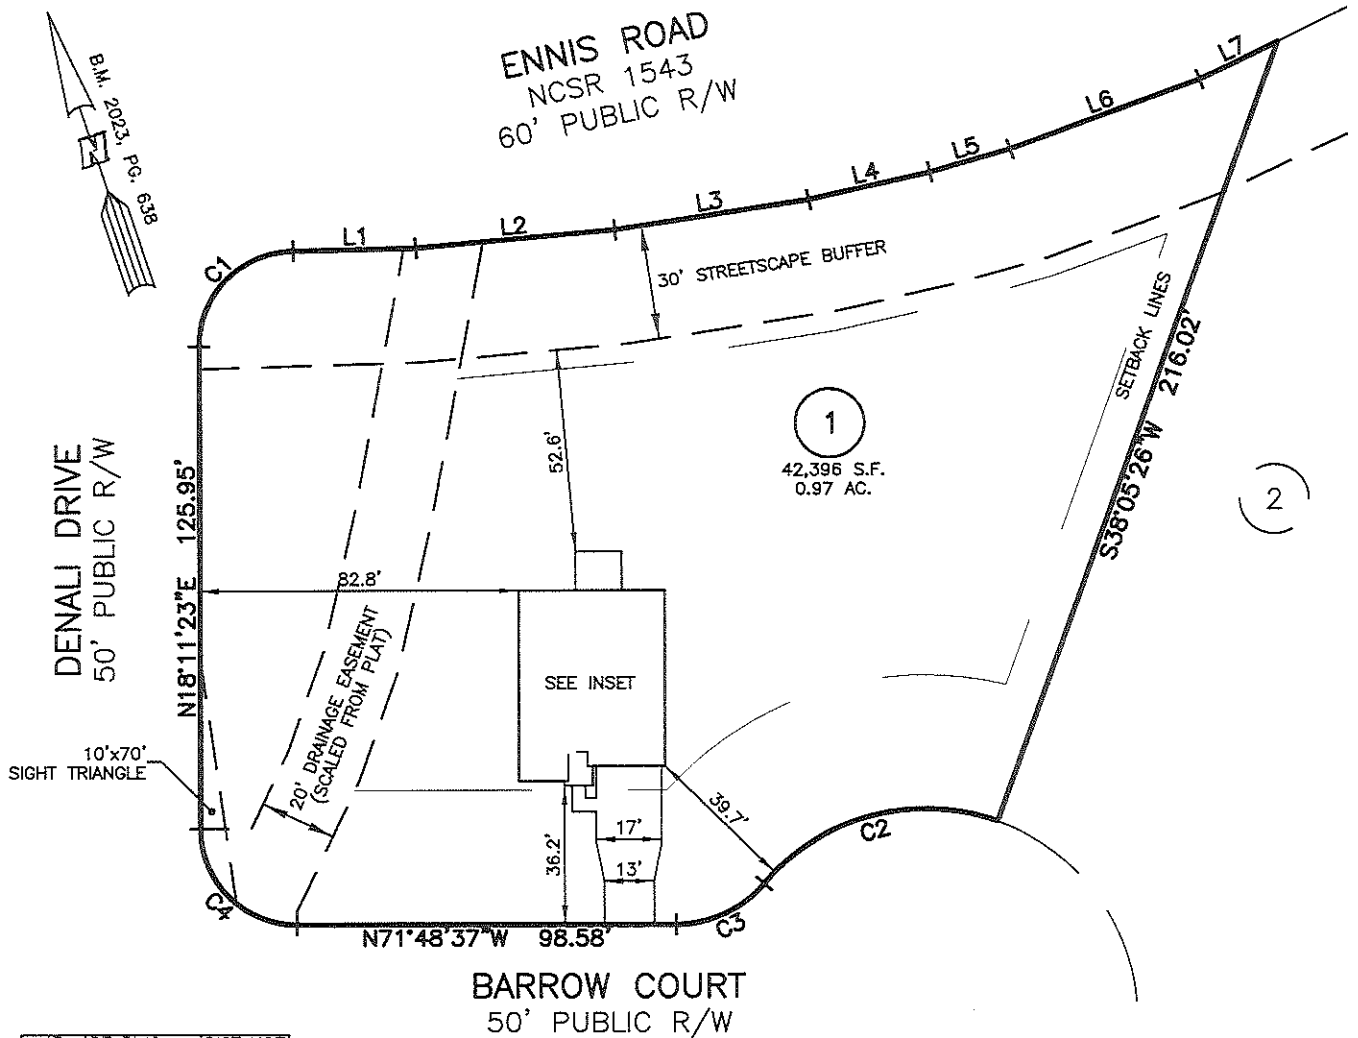 ENNIS ROAD
NCSR 1543
60' PUBLIC R/W
B.M. 2023, PG. 638
L7
L6
L5
L4
L3
L2
L1
C1
30' STREETSCAPE BUFFER
SETBACK LINES
S38°05'26"W 216.02'
1
42,396 S.F.
0.97 AC.
2
52.6'
DENALI DRIVE
50' PUBLIC R/W
N18°11'23"E 125.95'
82.8'
20' DRAINAGE EASEMENT
(SCALED FROM PLAT)
SEE INSET
10'x70'
SIGHT TRIANGLE
39.7'
C2
17'
36.2'
13'
C4
C3
N71°48'37"W 98.58'
BARROW COURT
50' PUBLIC R/W